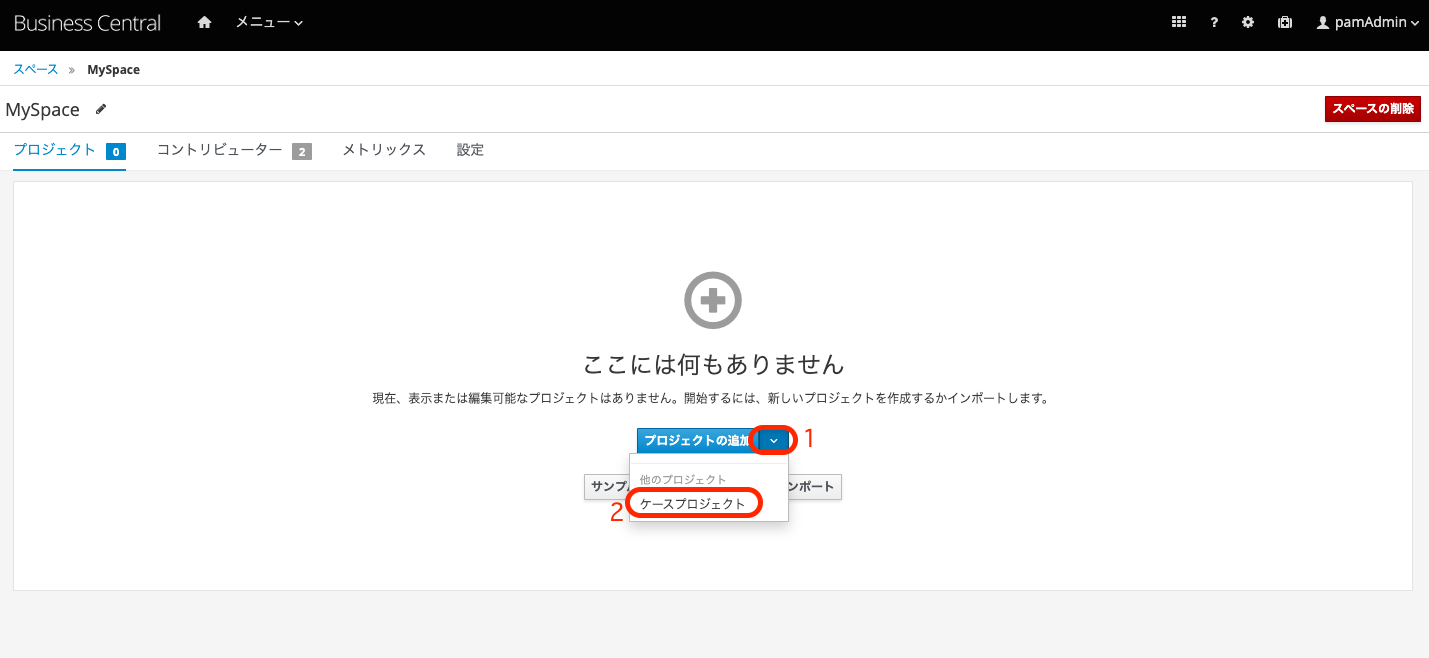 Business Central メニュー ? pamAdmin
スペース » MySpace
MySpace スペースの削除
プロジェクト 0 コントリビューター 2 メトリックス 設定
ここには何もありません
現在、表示または編集可能なプロジェクトはありません。開始するには、新しいプロジェクトを作成するかインポートします。
プロジェクトの追加 1
他のプロジェクト
サンプル ンポート
2 ケースプロジェクト